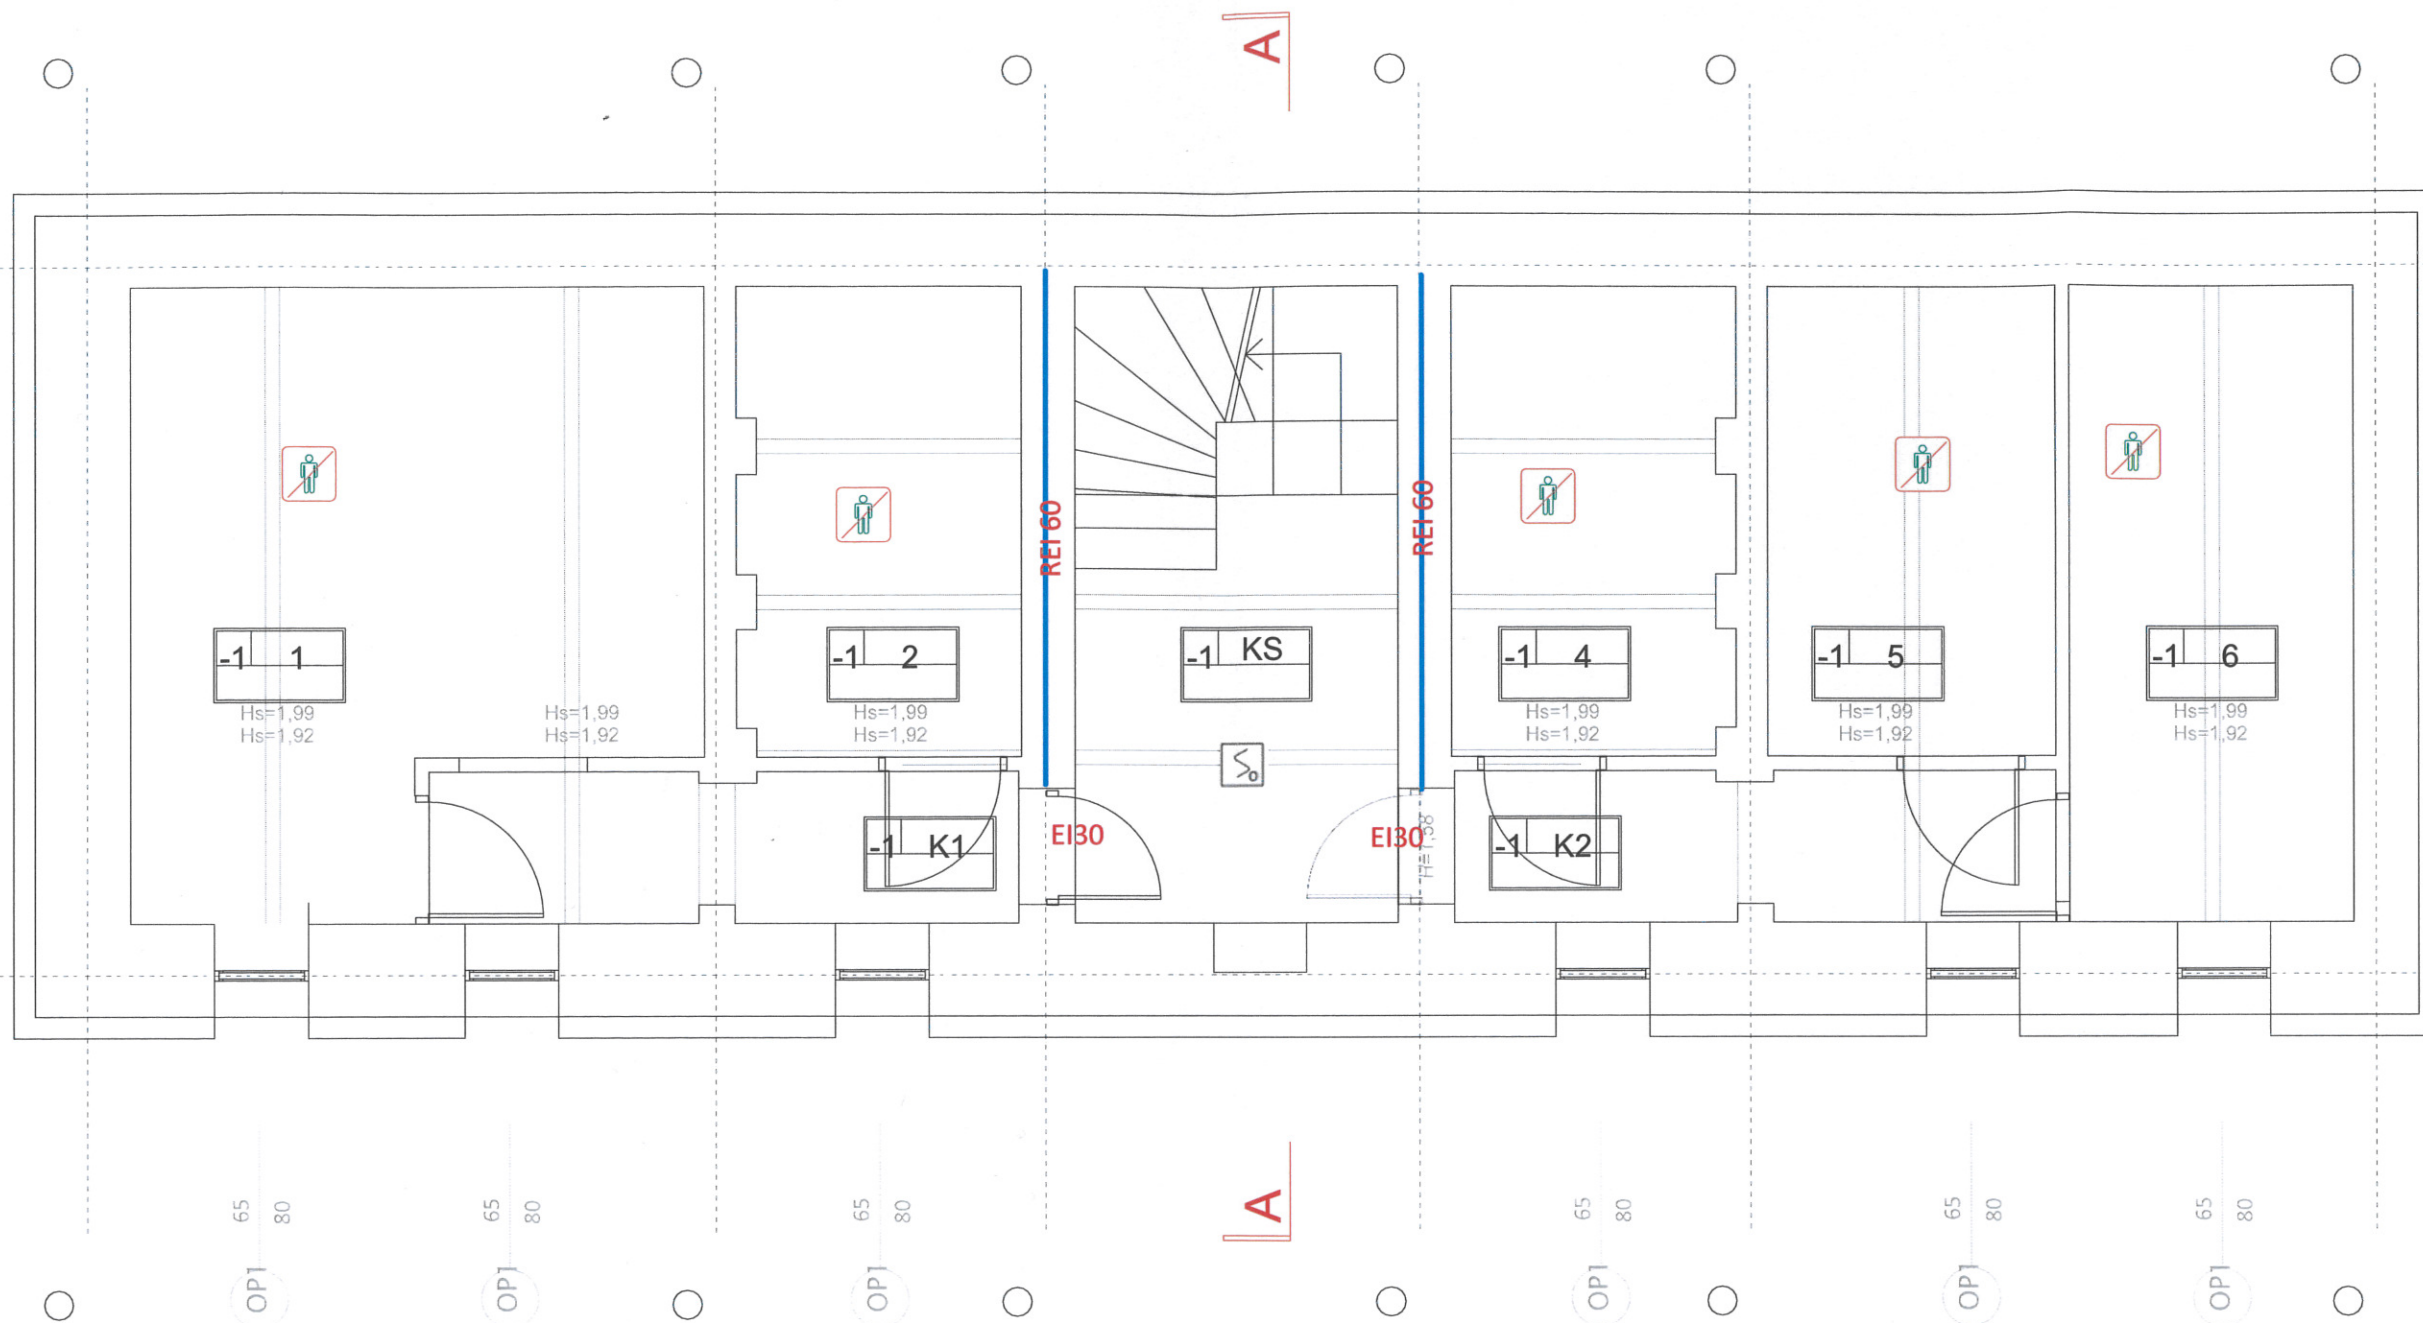 A
REI 60
REI 60
-1 1
-1 2
-1 KS
-1 4
-1 5
-1 6
Hs=1,99
Hs=1,92
Hs=1,99
Hs=1,92
Hs=1,99
Hs=1,92
Hs=1,99
Hs=1,92
Hs=1,99
Hs=1,92
Hs=1,99
Hs=1,92
S₀
-1 K1
EI30
EI30
H=1,58
-1 K2
A
65
80
65
80
65
80
65
80
65
80
65
80
OP1
OP1
OP1
OP1
OP1
OP1